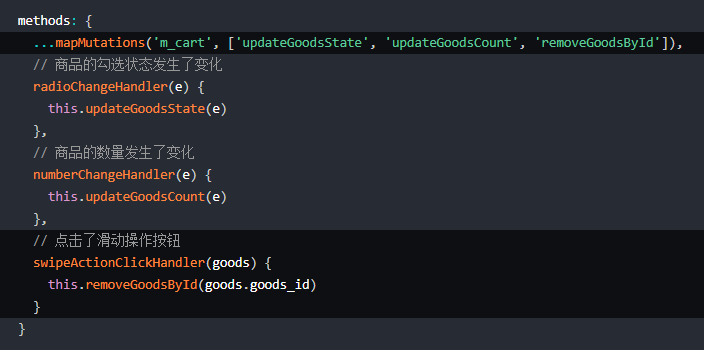 methods: {
  ...mapMutations('m_cart', ['updateGoodsState', 'updateGoodsCount', 'removeGoodsById']),
  // 商品的勾选状态发生了变化
  radioChangeHandler(e) {
    this.updateGoodsState(e)
  },
  // 商品的数量发生了变化
  numberChangeHandler(e) {
    this.updateGoodsCount(e)
  },
  // 点击了滑动操作按钮
  swipeActionClickHandler(goods) {
    this.removeGoodsById(goods.goods_id)
  }
}